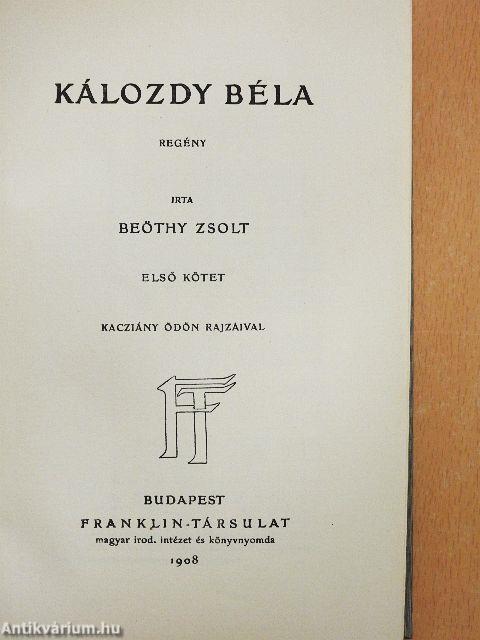 KÁLOZDY BÉLA
REGÉNY
IRTA
BEÖTHY ZSOLT
ELSŐ KÖTET
KACZIÁNY ÖDÖN RAJZAIVAL
FT
BUDAPEST
FRANKLIN-TÁRSULAT
magyar irod. intézet és könyvnyomda
1908
Antikvárium.hu